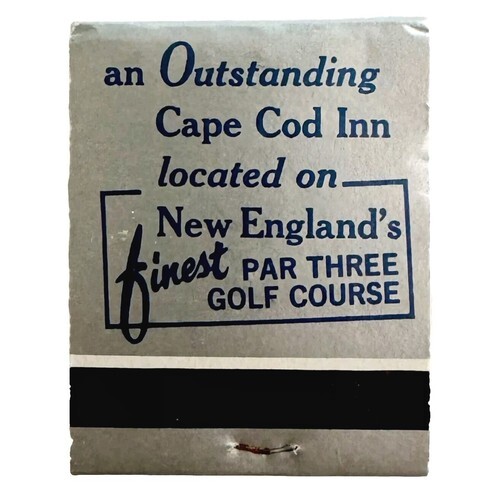 an Outstanding
Cape Cod Inn
located on
New England's
finest PAR THREE
GOLF COURSE